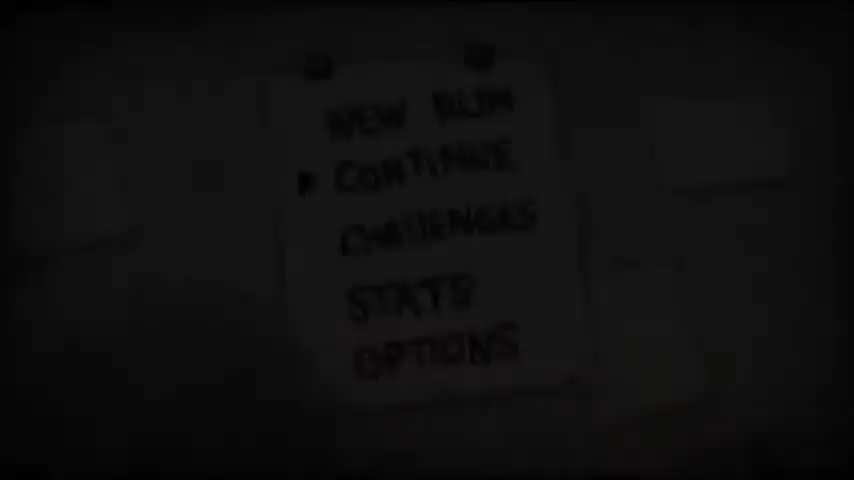 NEW RUN
CONTINUE
CHALLENGES
STATS
OPTIONS